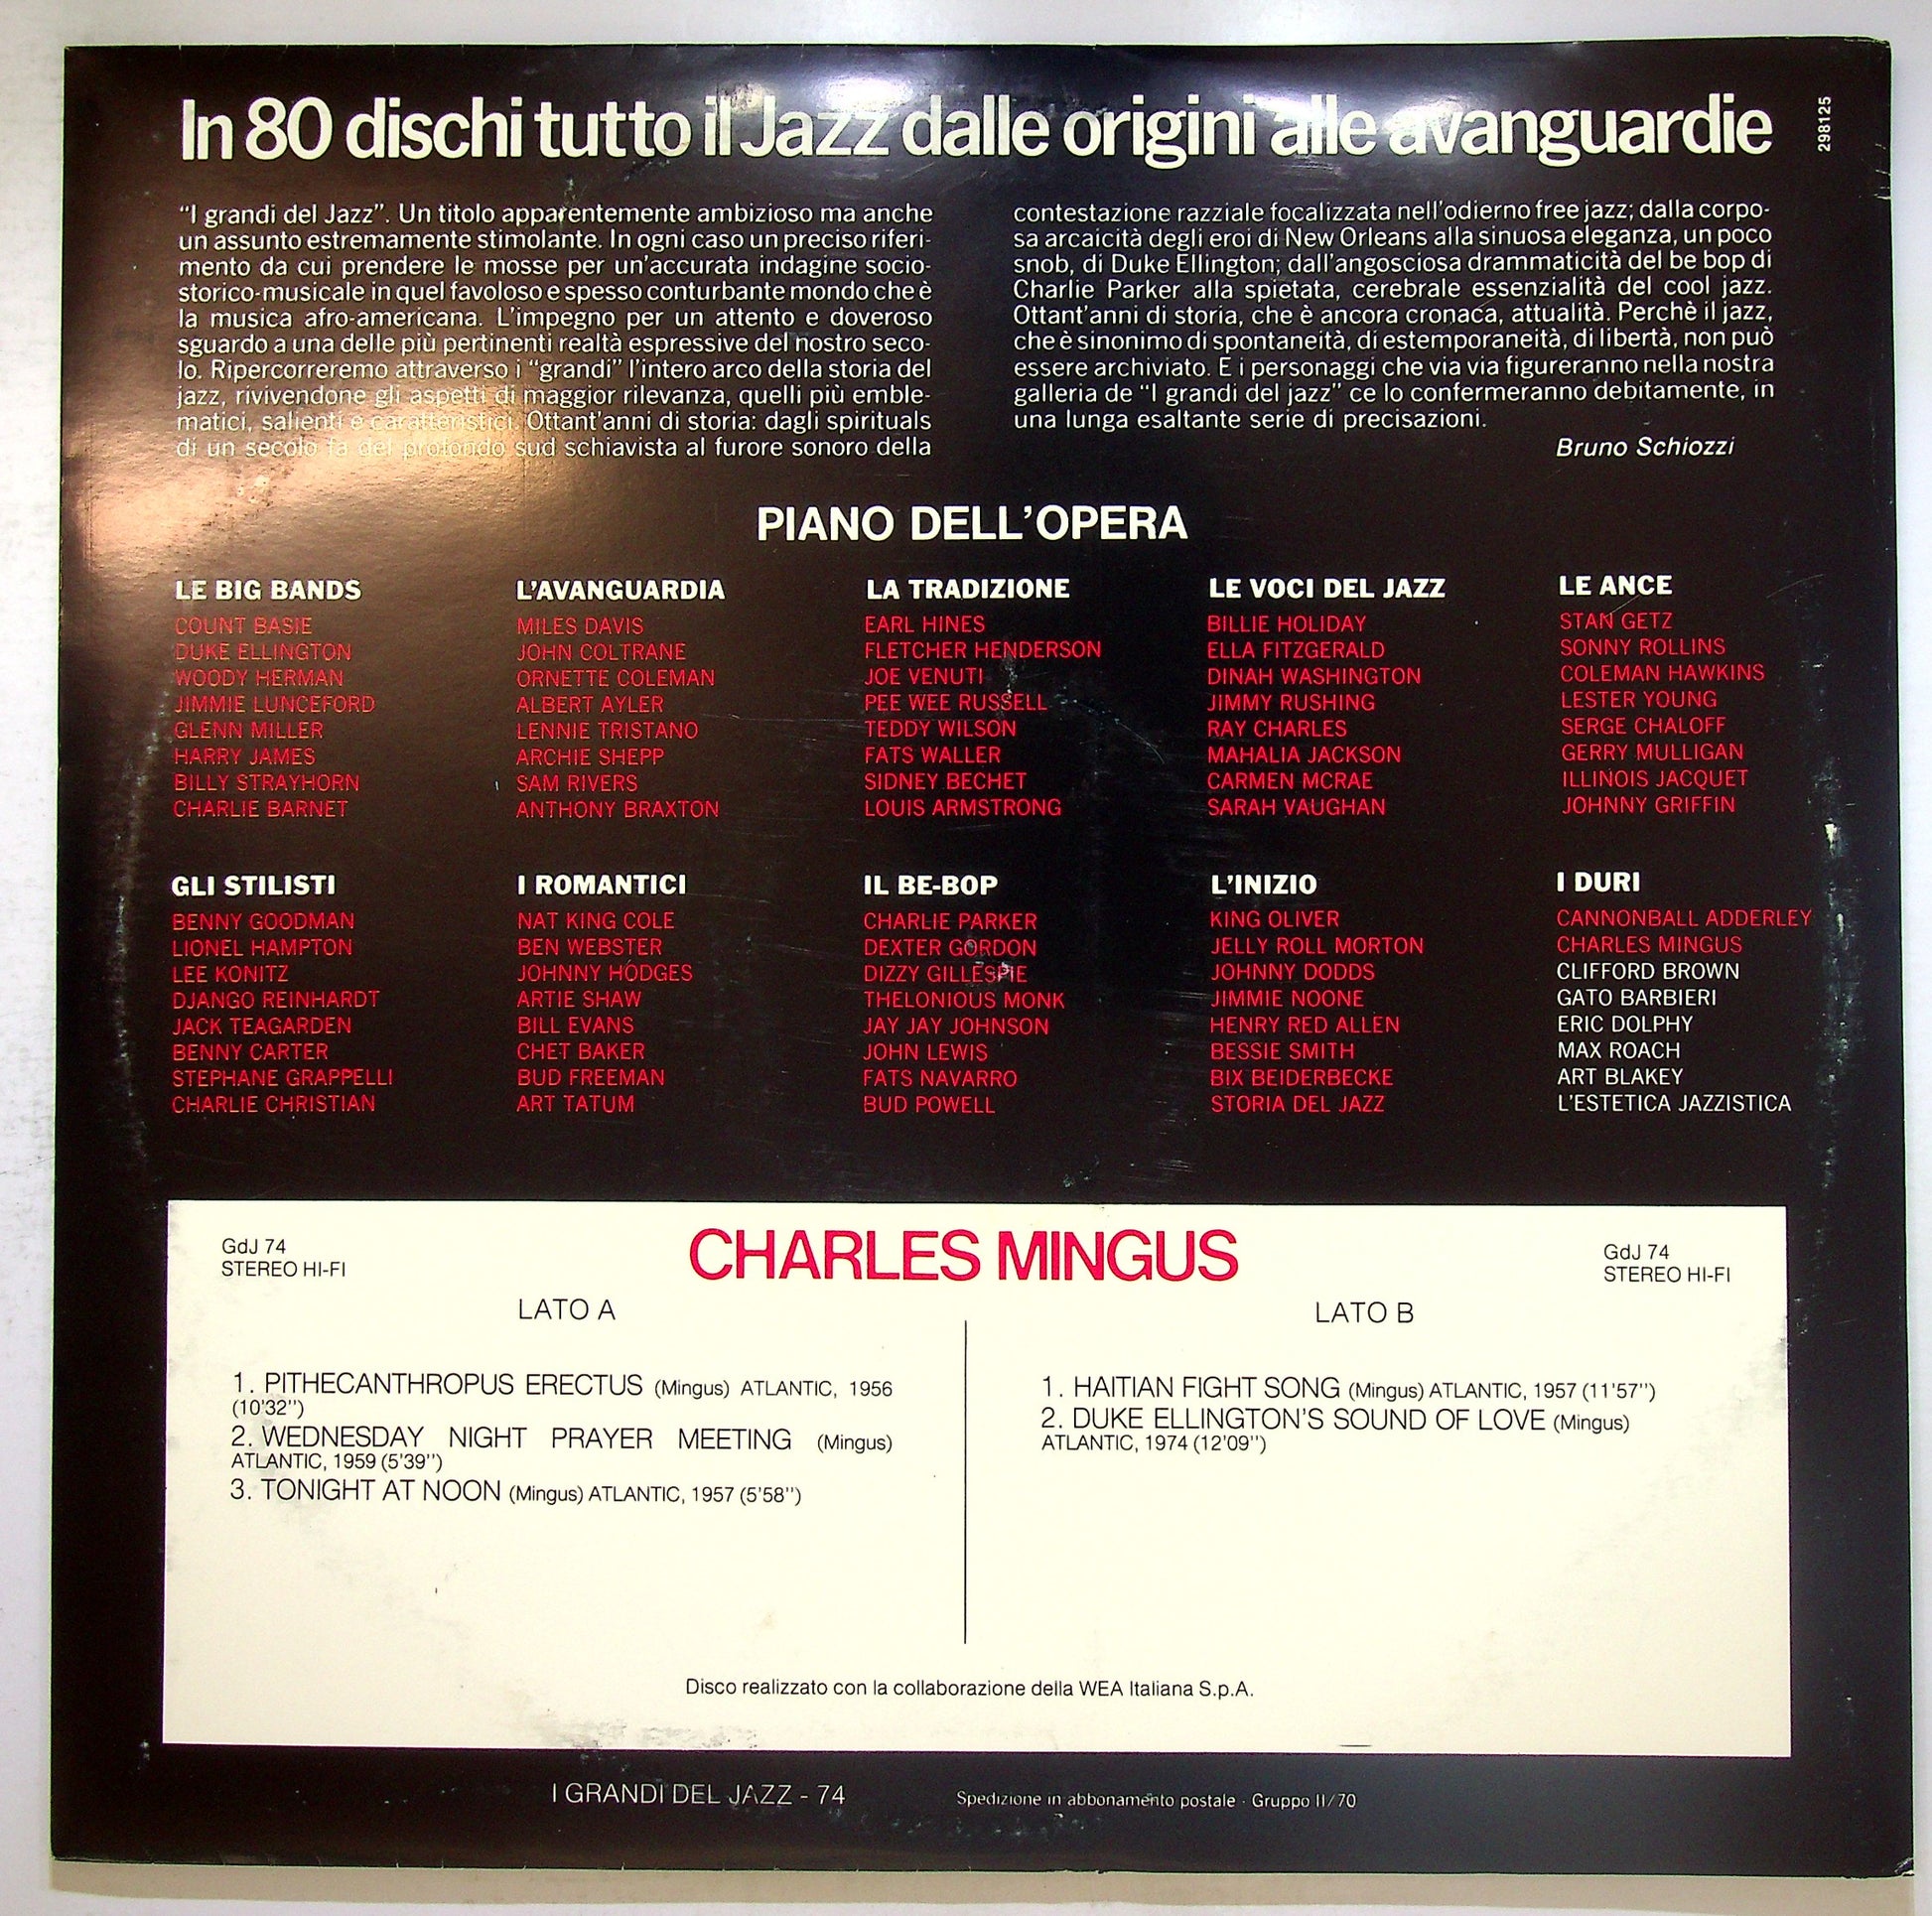 In 80 dischi tutto il Jazz dalle origini alle avanguardie
298125
“I grandi del Jazz”. Un titolo apparentemente ambizioso ma anche
un assunto estremamente stimolante. In ogni caso un preciso riferi-
mento da cui prendere le mosse per un'accurata indagine socio-
storico-musicale in quel favoloso e spesso conturbante mondo che è
la musica afro-americana. L'impegno per un attento e doveroso
sguardo a una delle più pertinenti realtà espressive del nostro seco-
lo. Ripercorreremo attraverso i “grandi” l'intero arco della storia del
jazz, rivivendone gli aspetti di maggior rilevanza, quelli più emble-
matici, salienti e caratteristici. Ottant'anni di storia: dagli spirituals
di un secolo fa del profondo sud schiavista al furore sonoro della
contestazione razziale focalizzata nell'odierno free jazz; dalla corpo-
sa arcaicità degli eroi di New Orleans alla sinuosa eleganza, un poco
snob, di Duke Ellington; dall'angosciosa drammaticità del be bop di
Charlie Parker alla spietata, cerebrale essenzialità del cool jazz.
Ottant'anni di storia, che è ancora cronaca, attualità. Perchè il jazz,
che è sinonimo di spontaneità, di estemporaneità, di libertà, non può
essere archiviato. E i personaggi che via via figureranno nella nostra
galleria de “I grandi del jazz” ce lo confermeranno debitamente, in
una lunga esaltante serie di precisazioni.
Bruno Schiozzi
PIANO DELL'OPERA
LE BIG BANDS
COUNT BASIE
DUKE ELLINGTON
WOODY HERMAN
JIMMIE LUNCEFORD
GLENN MILLER
HARRY JAMES
BILLY STRAYHORN
CHARLIE BARNET
L'AVANGUARDIA
MILES DAVIS
JOHN COLTRANE
ORNETTE COLEMAN
ALBERT AYLER
LENNIE TRISTANO
ARCHIE SHEPP
SAM RIVERS
ANTHONY BRAXTON
LA TRADIZIONE
EARL HINES
FLETCHER HENDERSON
JOE VENUTI
PEE WEE RUSSELL
TEDDY WILSON
FATS WALLER
SIDNEY BECHET
LOUIS ARMSTRONG
LE VOCI DEL JAZZ
BILLIE HOLIDAY
ELLA FITZGERALD
DINAH WASHINGTON
JIMMY RUSHING
RAY CHARLES
MAHALIA JACKSON
CARMEN MCRAE
SARAH VAUGHAN
LE ANCE
STAN GETZ
SONNY ROLLINS
COLEMAN HAWKINS
LESTER YOUNG
SERGE CHALOFF
GERRY MULLIGAN
ILLINOIS JACQUET
JOHNNY GRIFFIN
GLI STILISTI
BENNY GOODMAN
LIONEL HAMPTON
LEE KONITZ
DJANGO REINHARDT
JACK TEAGARDEN
BENNY CARTER
STEPHANE GRAPPELLI
CHARLIE CHRISTIAN
I ROMANTICI
NAT KING COLE
BEN WEBSTER
JOHNNY HODGES
ARTIE SHAW
BILL EVANS
CHET BAKER
BUD FREEMAN
ART TATUM
IL BE-BOP
CHARLIE PARKER
DEXTER GORDON
DIZZY GILLESPIE
THELONIOUS MONK
JAY JAY JOHNSON
JOHN LEWIS
FATS NAVARRO
BUD POWELL
L'INIZIO
KING OLIVER
JELLY ROLL MORTON
JOHNNY DODDS
JIMMIE NOONE
HENRY RED ALLEN
BESSIE SMITH
BIX BEIDERBECKE
STORIA DEL JAZZ
I DURI
CANNONBALL ADDERLEY
CHARLES MINGUS
CLIFFORD BROWN
GATO BARBIERI
ERIC DOLPHY
MAX ROACH
ART BLAKEY
L'ESTETICA JAZZISTICA
GdJ 74
STEREO HI-FI
CHARLES MINGUS
GdJ 74
STEREO HI-FI
LATO A
1. PITHECANTHROPUS ERECTUS (Mingus) ATLANTIC, 1956
(10'32'')
2. WEDNESDAY NIGHT PRAYER MEETING (Mingus)
ATLANTIC, 1959 (5'39'')
3. TONIGHT AT NOON (Mingus) ATLANTIC, 1957 (5'58'')
LATO B
1. HAITIAN FIGHT SONG (Mingus) ATLANTIC, 1957 (11'57'')
2. DUKE ELLINGTON'S SOUND OF LOVE (Mingus)
ATLANTIC, 1974 (12'09'')
Disco realizzato con la collaborazione della WEA Italiana S.p.A.
I GRANDI DEL JAZZ - 74
Spedizione in abbonamento postale - Gruppo II/70